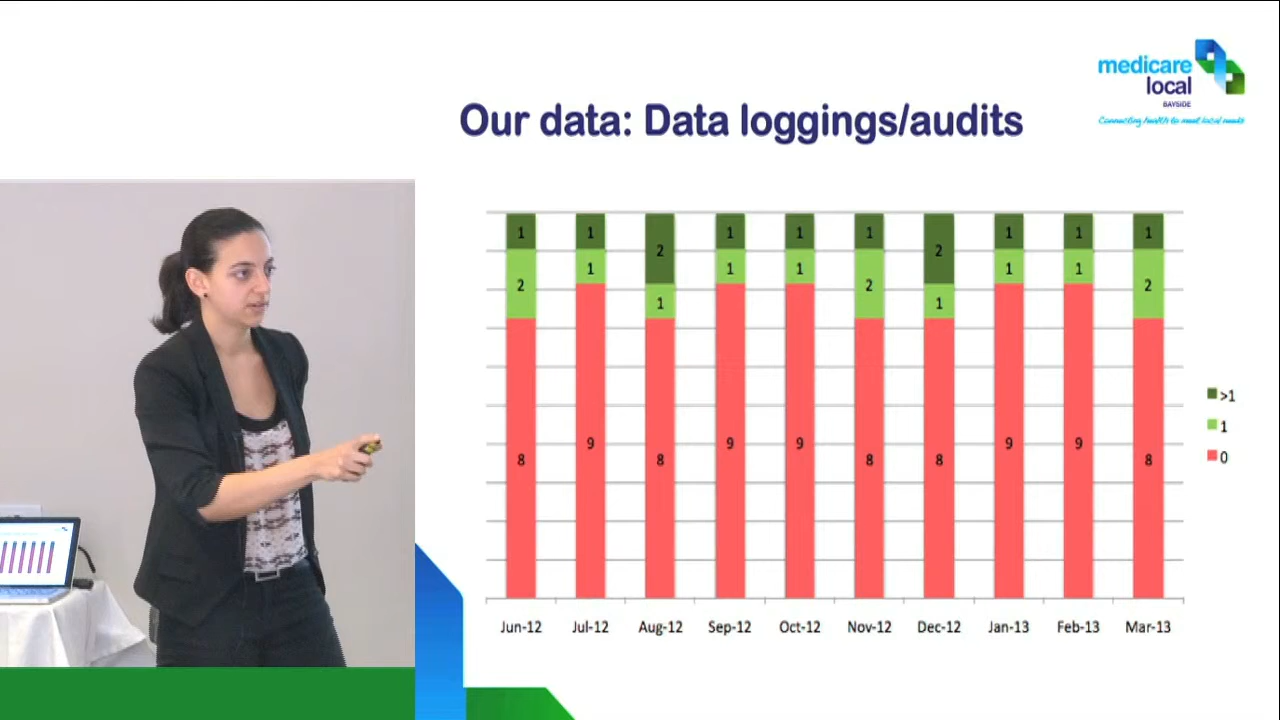 medicare
local
BAYSIDE
Connecting health to meet local needs
Our data: Data loggings/audits
1 1 2 1 1 1 2 1 1 1
2 1 1 1 1 2 1 1 1 2
8 9 8 9 9 8 8 9 9 8
>1
1
0
Jun-12 Jul-12 Aug-12 Sep-12 Oct-12 Nov-12 Dec-12 Jan-13 Feb-13 Mar-13